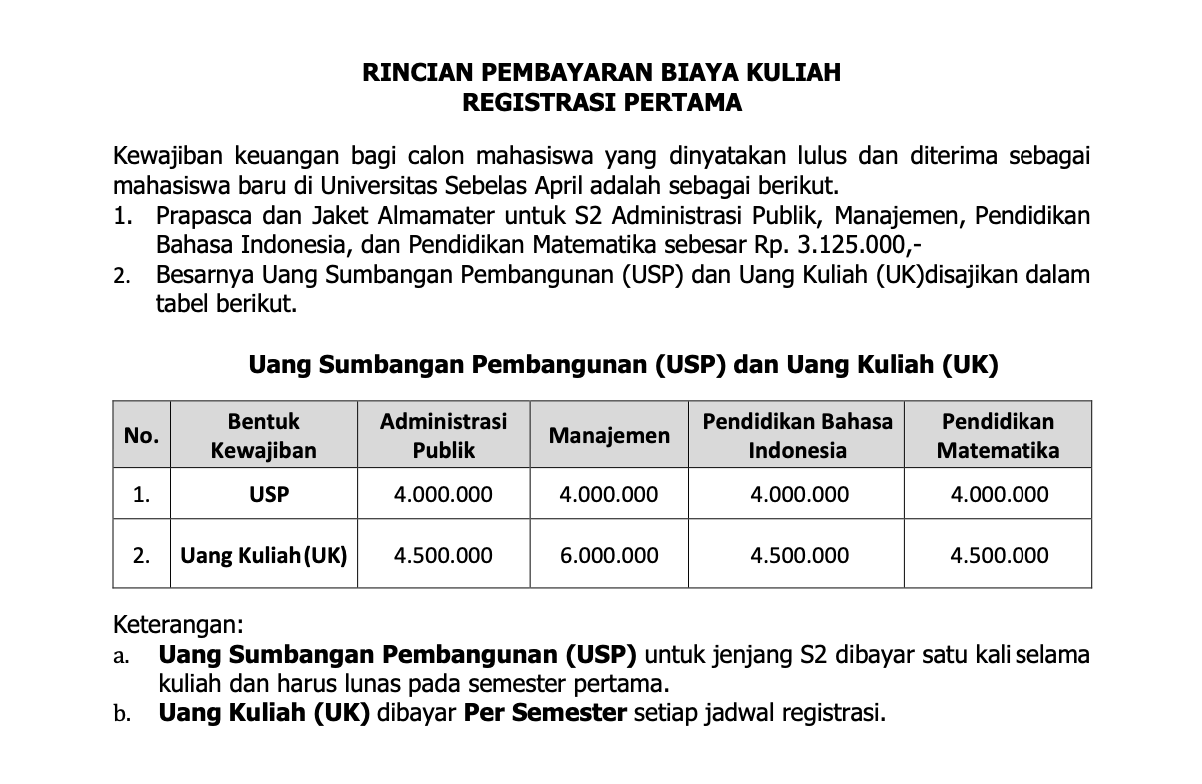 RINCIAN PEMBAYARAN BIAYA KULIAH
REGISTRASI PERTAMA
Kewajiban keuangan bagi calon mahasiswa yang dinyatakan lulus dan diterima sebagai
mahasiswa baru di Universitas Sebelas April adalah sebagai berikut.
1. Prapasca dan Jaket Almamater untuk S2 Administrasi Publik, Manajemen, Pendidikan
Bahasa Indonesia, dan Pendidikan Matematika sebesar Rp. 3.125.000,-
2. Besarnya Uang Sumbangan Pembangunan (USP) dan Uang Kuliah (UK)disajikan dalam
tabel berikut.
Uang Sumbangan Pembangunan (USP) dan Uang Kuliah (UK)
No. Bentuk Kewajiban Administrasi Publik Manajemen Pendidikan Bahasa Indonesia Pendidikan Matematika
1. USP 4.000.000 4.000.000 4.000.000 4.000.000
2. Uang Kuliah (UK) 4.500.000 6.000.000 4.500.000 4.500.000
Keterangan:
a. Uang Sumbangan Pembangunan (USP) untuk jenjang S2 dibayar satu kali selama
kuliah dan harus lunas pada semester pertama.
b. Uang Kuliah (UK) dibayar Per Semester setiap jadwal registrasi.